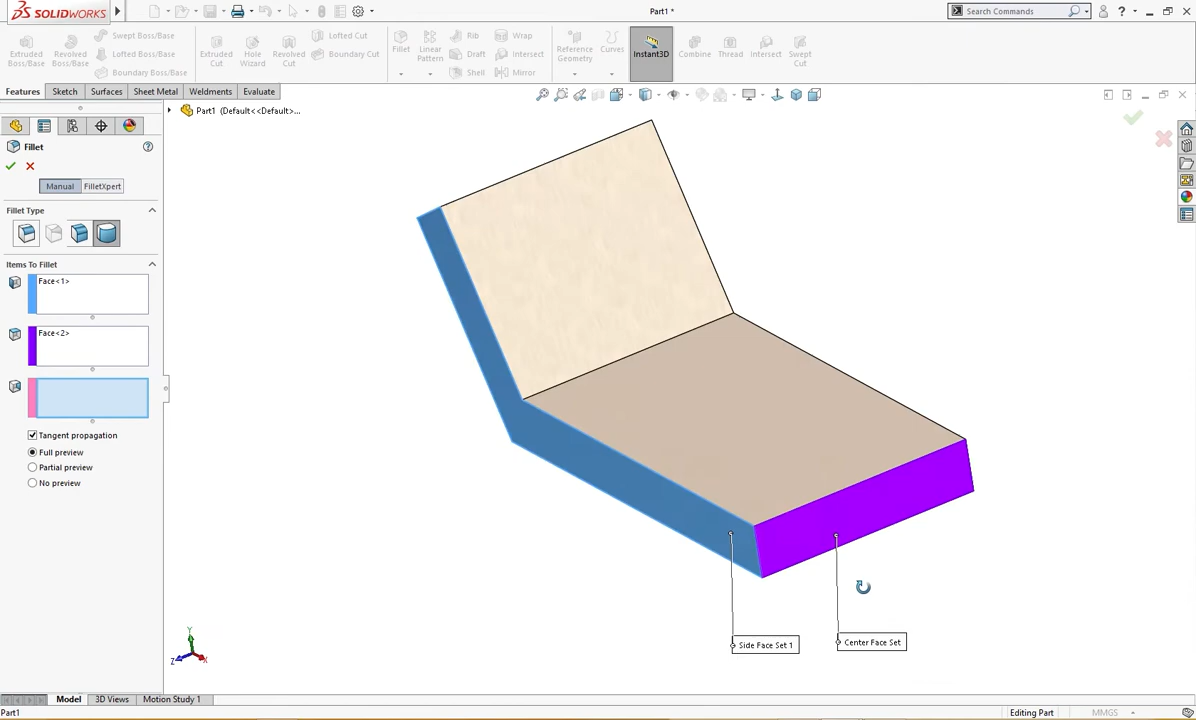 SOLIDWORKS
Part1 *
Search Commands
Extruded Boss/Base
Revolved Boss/Base
Swept Boss/Base
Lofted Boss/Base
Boundary Boss/Base
Extruded Cut
Hole Wizard
Revolved Cut
Lofted Cut
Boundary Cut
Fillet
Linear Pattern
Rib
Draft
Shell
Wrap
Intersect
Mirror
Reference Geometry
Curves
Instant3D
Combine
Thread
Intersect
Swept Cut
Features
Sketch
Surfaces
Sheet Metal
Weldments
Evaluate
Part1 (Default<<Default>...
Fillet
Manual
FilletXpert
Fillet Type
Items To Fillet
Face<1>
Face<2>
Tangent propagation
Full preview
Partial preview
No preview
Side Face Set 1
Center Face Set
Y
Z
X
Model
3D Views
Motion Study 1
Part1
Editing Part
MMGS